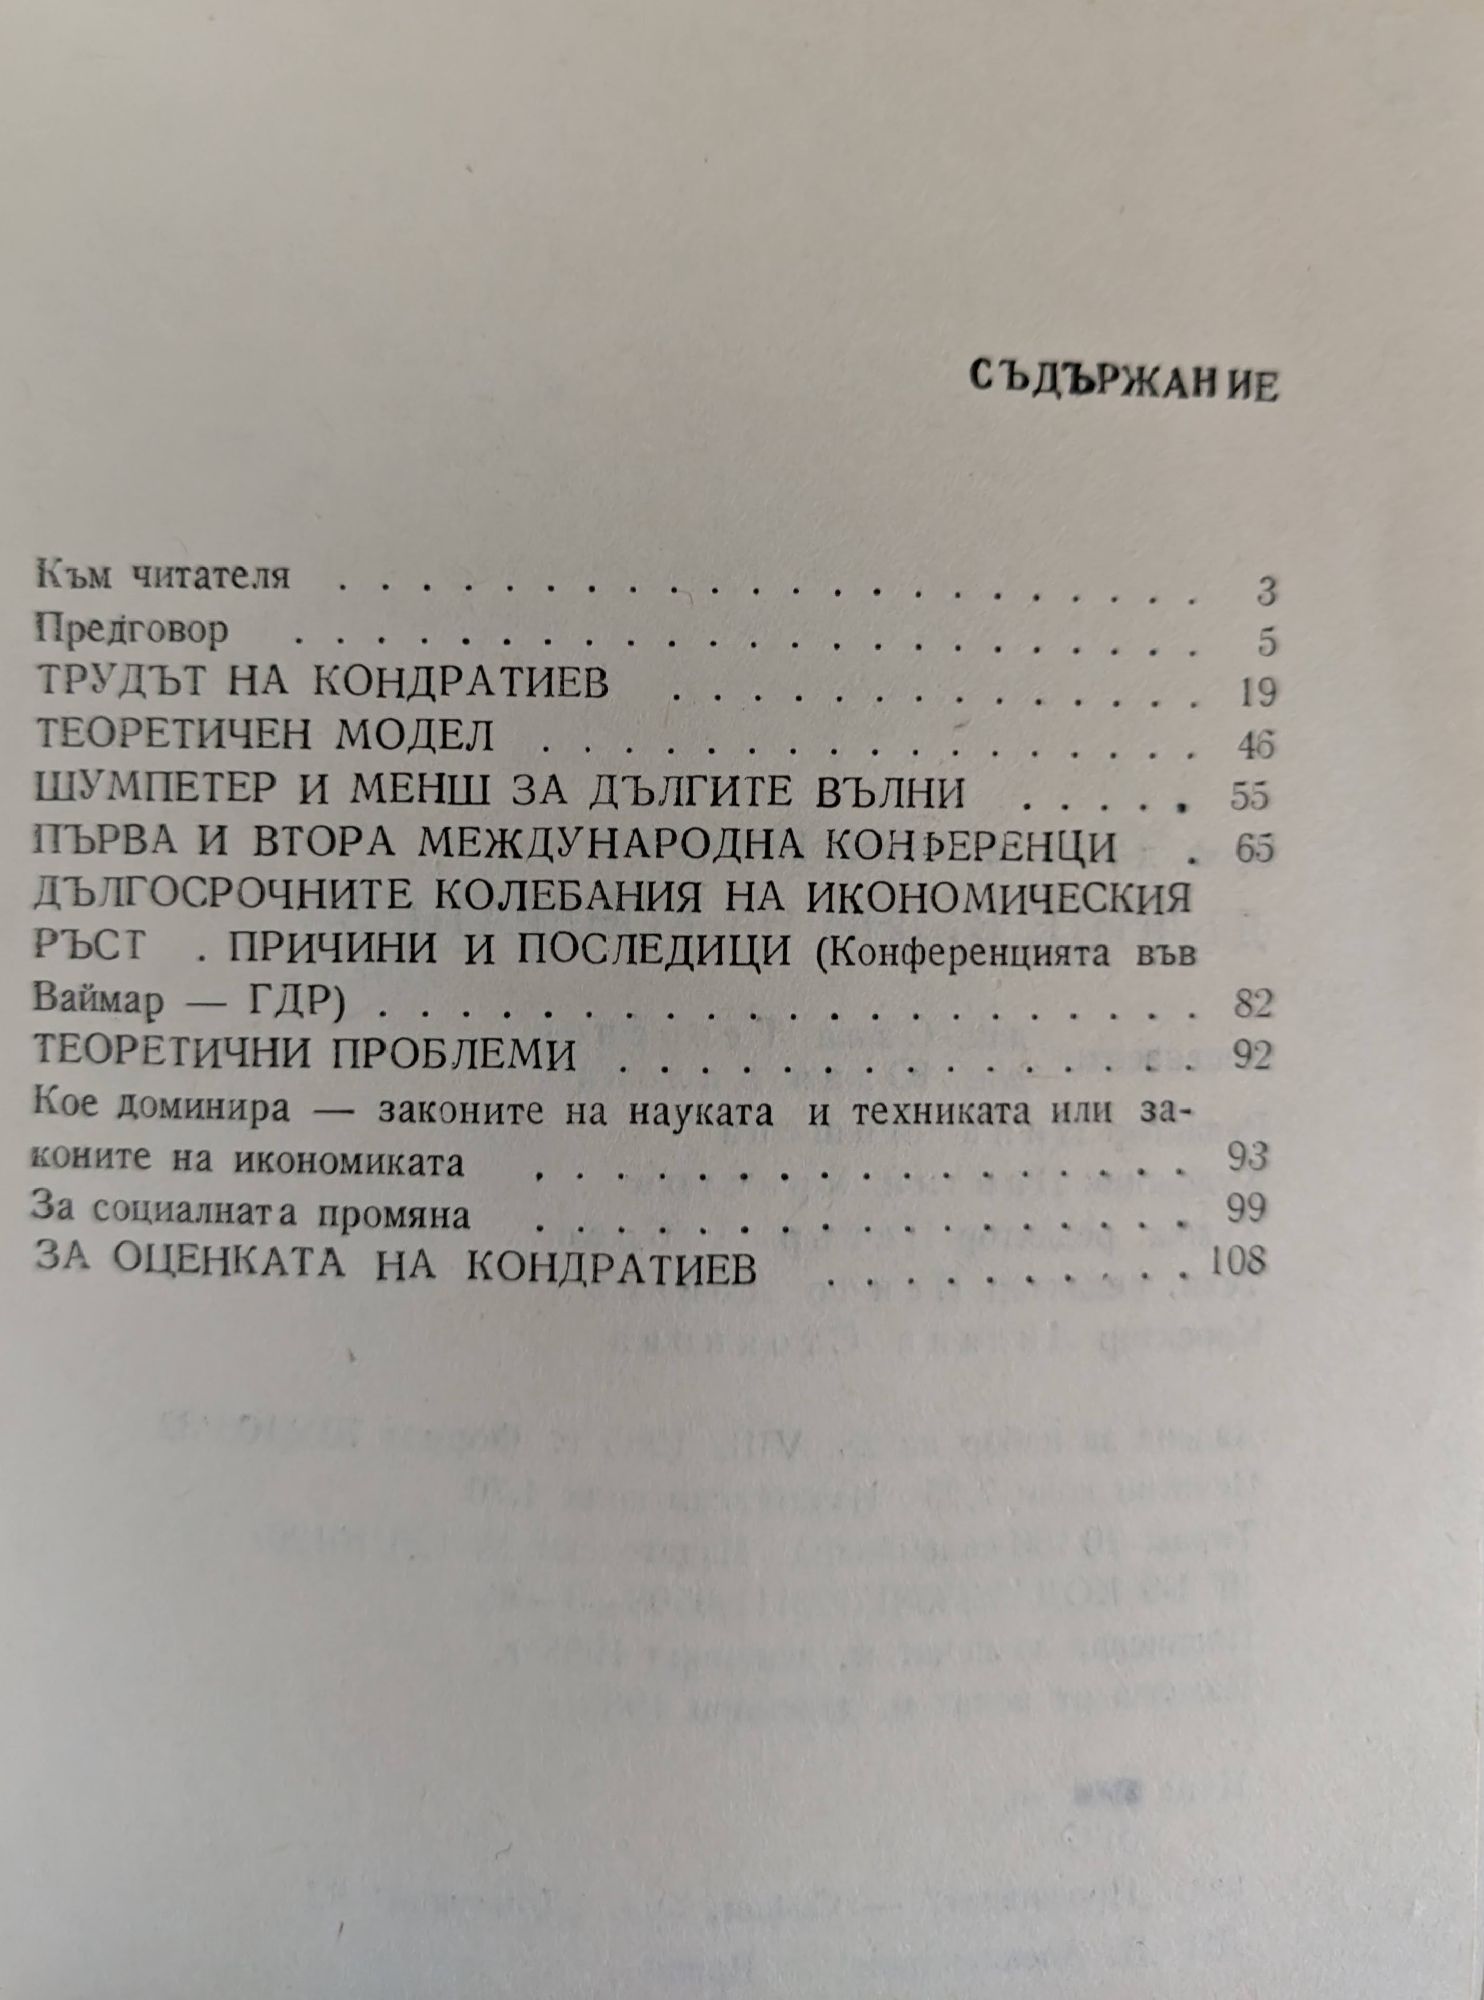 СЪДЪРЖАНИЕ
Към читателя . . . . . . . . . . . . . . . . . . . . . 3
Предговор . . . . . . . . . . . . . . . . . . . . . . 5
ТРУДЪТ НА КОНДРАТИЕВ . . . . . . . . . . . . . . 19
ТЕОРЕТИЧЕН МОДЕЛ . . . . . . . . . . . . . . . . 46
ШУМПЕТЕР И МЕНШ ЗА ДЪЛГИТЕ ВЪЛНИ . . . . . 55
ПЪРВА И ВТОРА МЕЖДУНАРОДНА КОНФЕРЕНЦИ . 65
ДЪЛГОСРОЧНИТЕ КОЛЕБАНИЯ НА ИКОНОМИЧЕСКИЯ
РЪСТ . ПРИЧИНИ И ПОСЛЕДИЦИ (Конференцията във
Ваймар — ГДР) . . . . . . . . . . . . . . . . . . . . . 82
ТЕОРЕТИЧНИ ПРОБЛЕМИ . . . . . . . . . . . . . . . 92
Кое доминира — законите на науката и техниката или за-
коните на икономиката . . . . . . . . . . . . . . . . . 93
За социалната промяна . . . . . . . . . . . . . . . . . 99
ЗА ОЦЕНКАТА НА КОНДРАТИЕВ . . . . . . . . . . 108